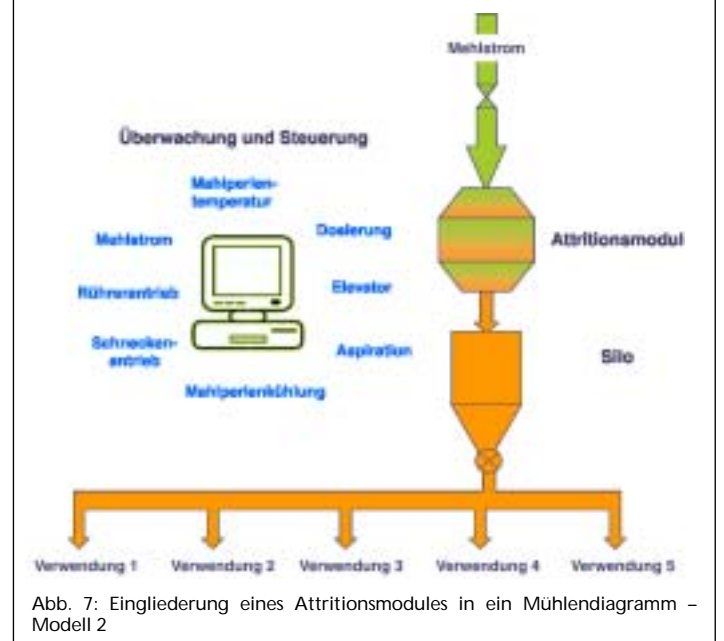 Mehlstrom
Überwachung und Steuerung
Mahlperlen-
temperatur
Mehlstrom
Dosierung
Attritionsmodul
Rührerantrieb
Elevator
Schnecken-
antrieb
Aspiration
Silo
Mahlperlenkühlung
Verwendung 1 Verwendung 2 Verwendung 3 Verwendung 4 Verwendung 5
Abb. 7: Eingliederung eines Attritionsmodules in ein Mühlendiagramm –
Modell 2